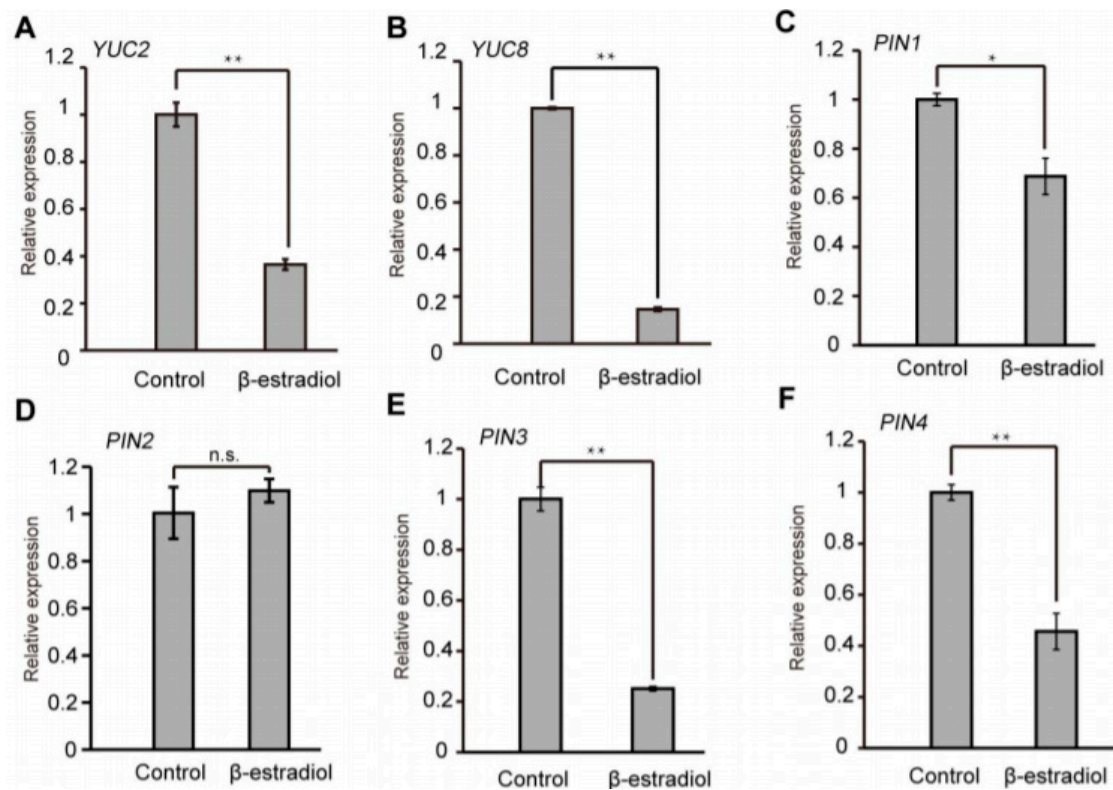 A
YUC2
1.2
1
0.8
0.6
0.4
0.2
0
Relative expression
**
Control
β-estradiol
B
YUC8
1.2
1
0.8
0.6
0.4
0.2
0
Relative expression
**
Control
β-estradiol
C
PIN1
1.2
1
0.8
0.6
0.4
0.2
0
Relative expression
*
Control
β-estradiol
D
PIN2
1.2
1
0.8
0.6
0.4
0.2
0
Relative expression
n.s.
Control
β-estradiol
E
PIN3
1.2
1
0.8
0.6
0.4
0.2
0
Relative expression
**
Control
β-estradiol
F
PIN4
1.2
1
0.8
0.6
0.4
0.2
0
Relative expression
**
Control
β-estradiol